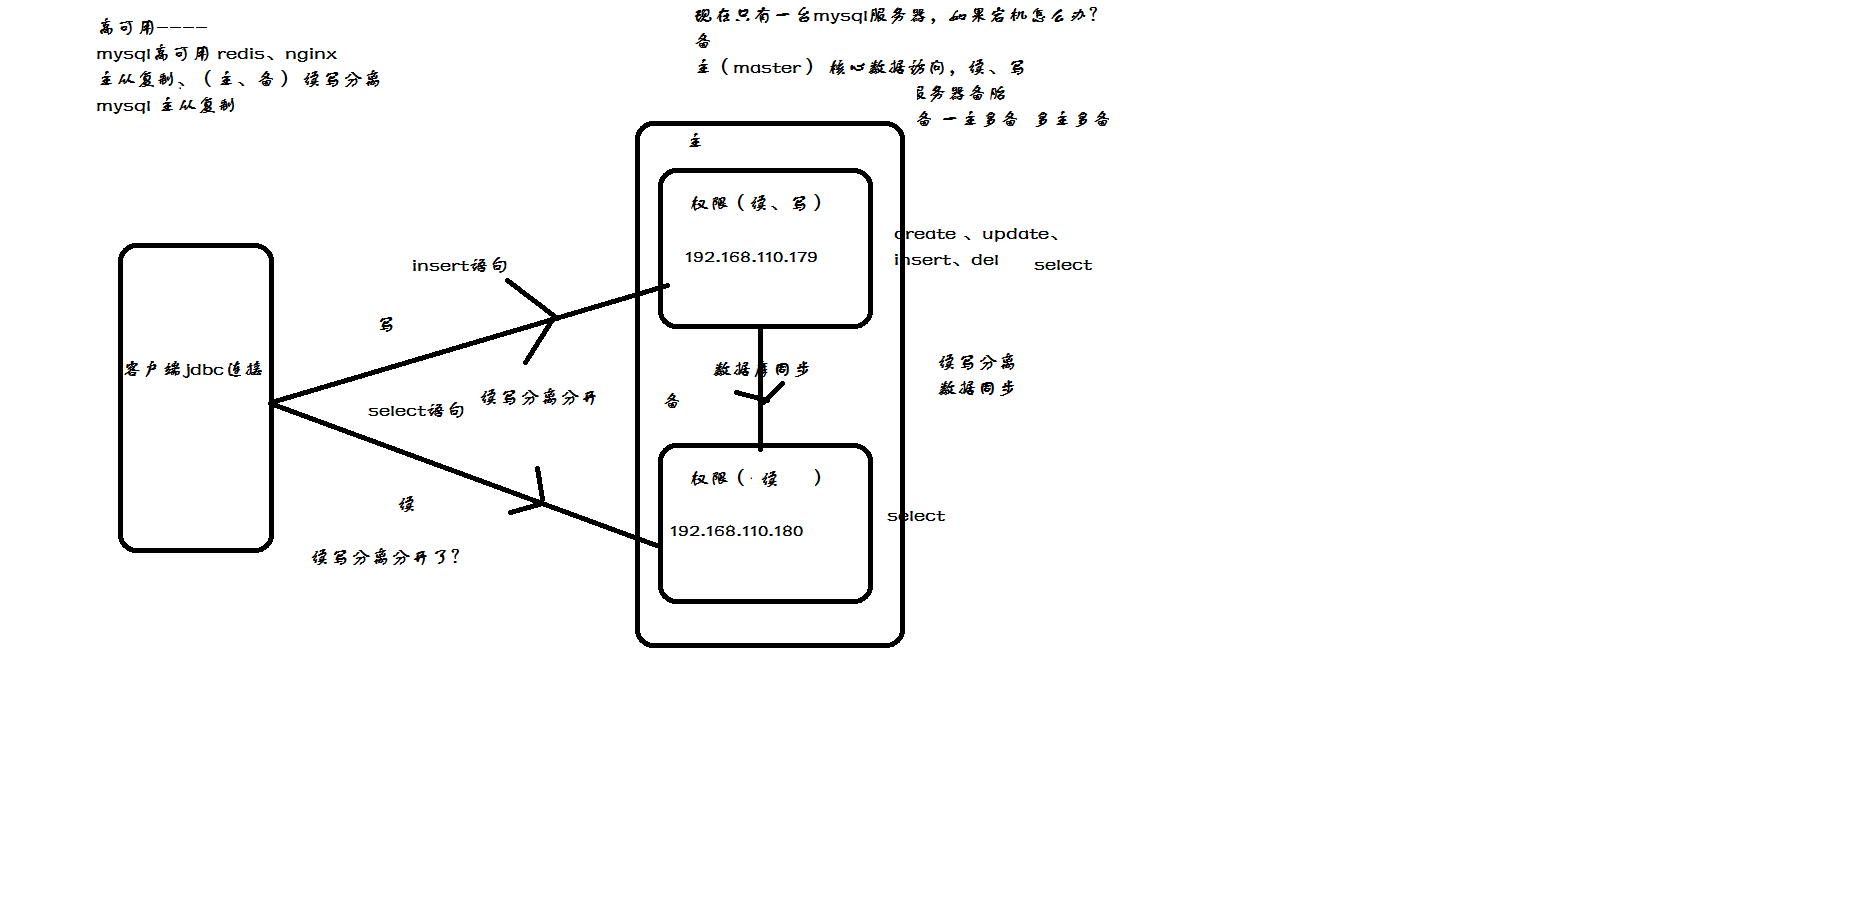 高可用----
mysql高可用 redis、nginx
主从复制、（主、备） 读写分离
mysql 主从复制
现在只有一台mysql服务器，如果宕机怎么办？
备
主（master） 核心数据访问，读、写
服务器备胎
备 一主多备 多主多备
主
权限（读、写）
192.168.110.179
create 、update、
insert、del
select
insert语句
写
客户端jdbc连接
数据库同步
读写分离
数据同步
select语句
读写分离分开
备
权限（ 读 ）
192.168.110.180
select
读
读写分离分开了？